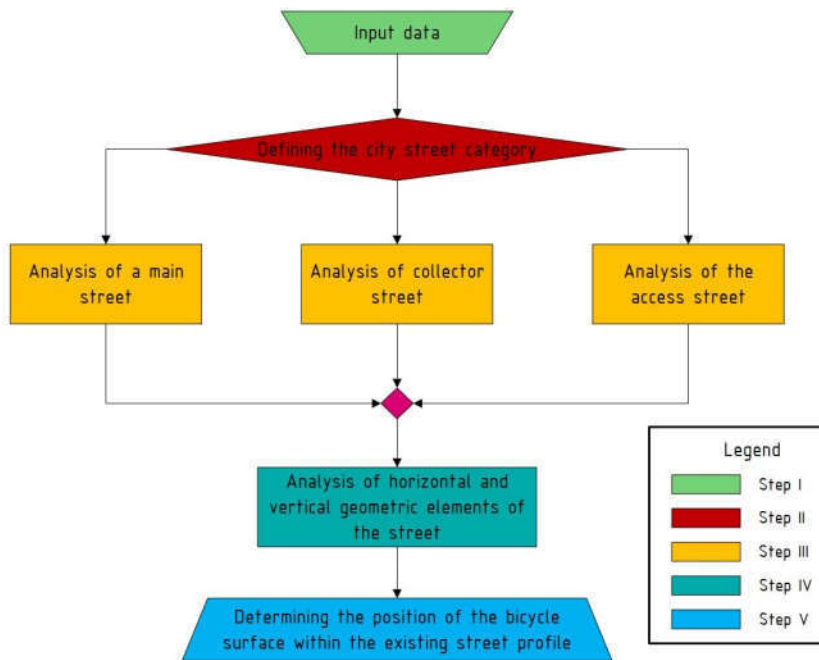 Input data
Defining the city street category
Analysis of a main
street
Analysis of collector
street
Analysis of the
access street
Analysis of horizontal and
vertical geometric elements of
the street
Determining the position of the bicycle
surface within the existing street profile
Legend
Step I
Step II
Step III
Step IV
Step V